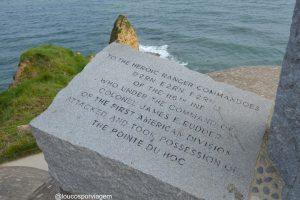 TO THE HEROIC RANGER COMMANDOES
D2RN E2RN F2RN
OF THE 116TH INF
WHO UNDER THE COMMAND OF
COLONEL JAMES E. RUDDER
OF THE FIRST AMERICAN DIVISION
ATTACKED AND TOOK POSSESSION OF
THE POINTE DU HOC
@loucosporviagem